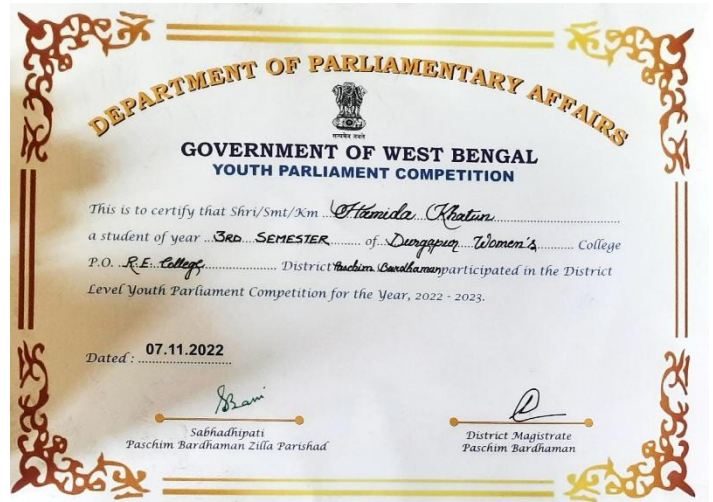 DEPARTMENT OF PARLIAMENTARY AFFAIRS
सत्यमेव जयते
GOVERNMENT OF WEST BENGAL
YOUTH PARLIAMENT COMPETITION
This is to certify that Shri/Smt/Km Hamida Khatun
a student of year 3RD SEMESTER of Durgapur Women's College
P.O. R.E. College District Paschim Bardhaman participated in the District
Level Youth Parliament Competition for the Year, 2022 - 2023.
Dated : 07.11.2022
Sabhadhipati
Paschim Bardhaman Zilla Parishad
District Magistrate
Paschim Bardhaman